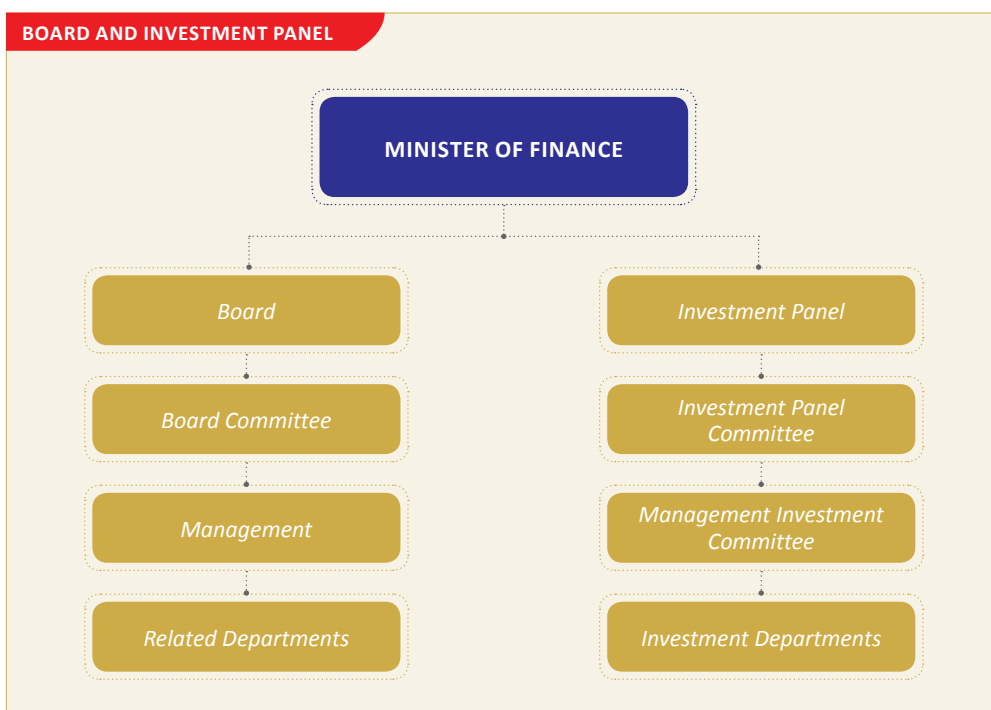 BOARD AND INVESTMENT PANEL
MINISTER OF FINANCE
Board
Investment Panel
Board Committee
Investment Panel
Committee
Management
Management Investment
Committee
Related Departments
Investment Departments